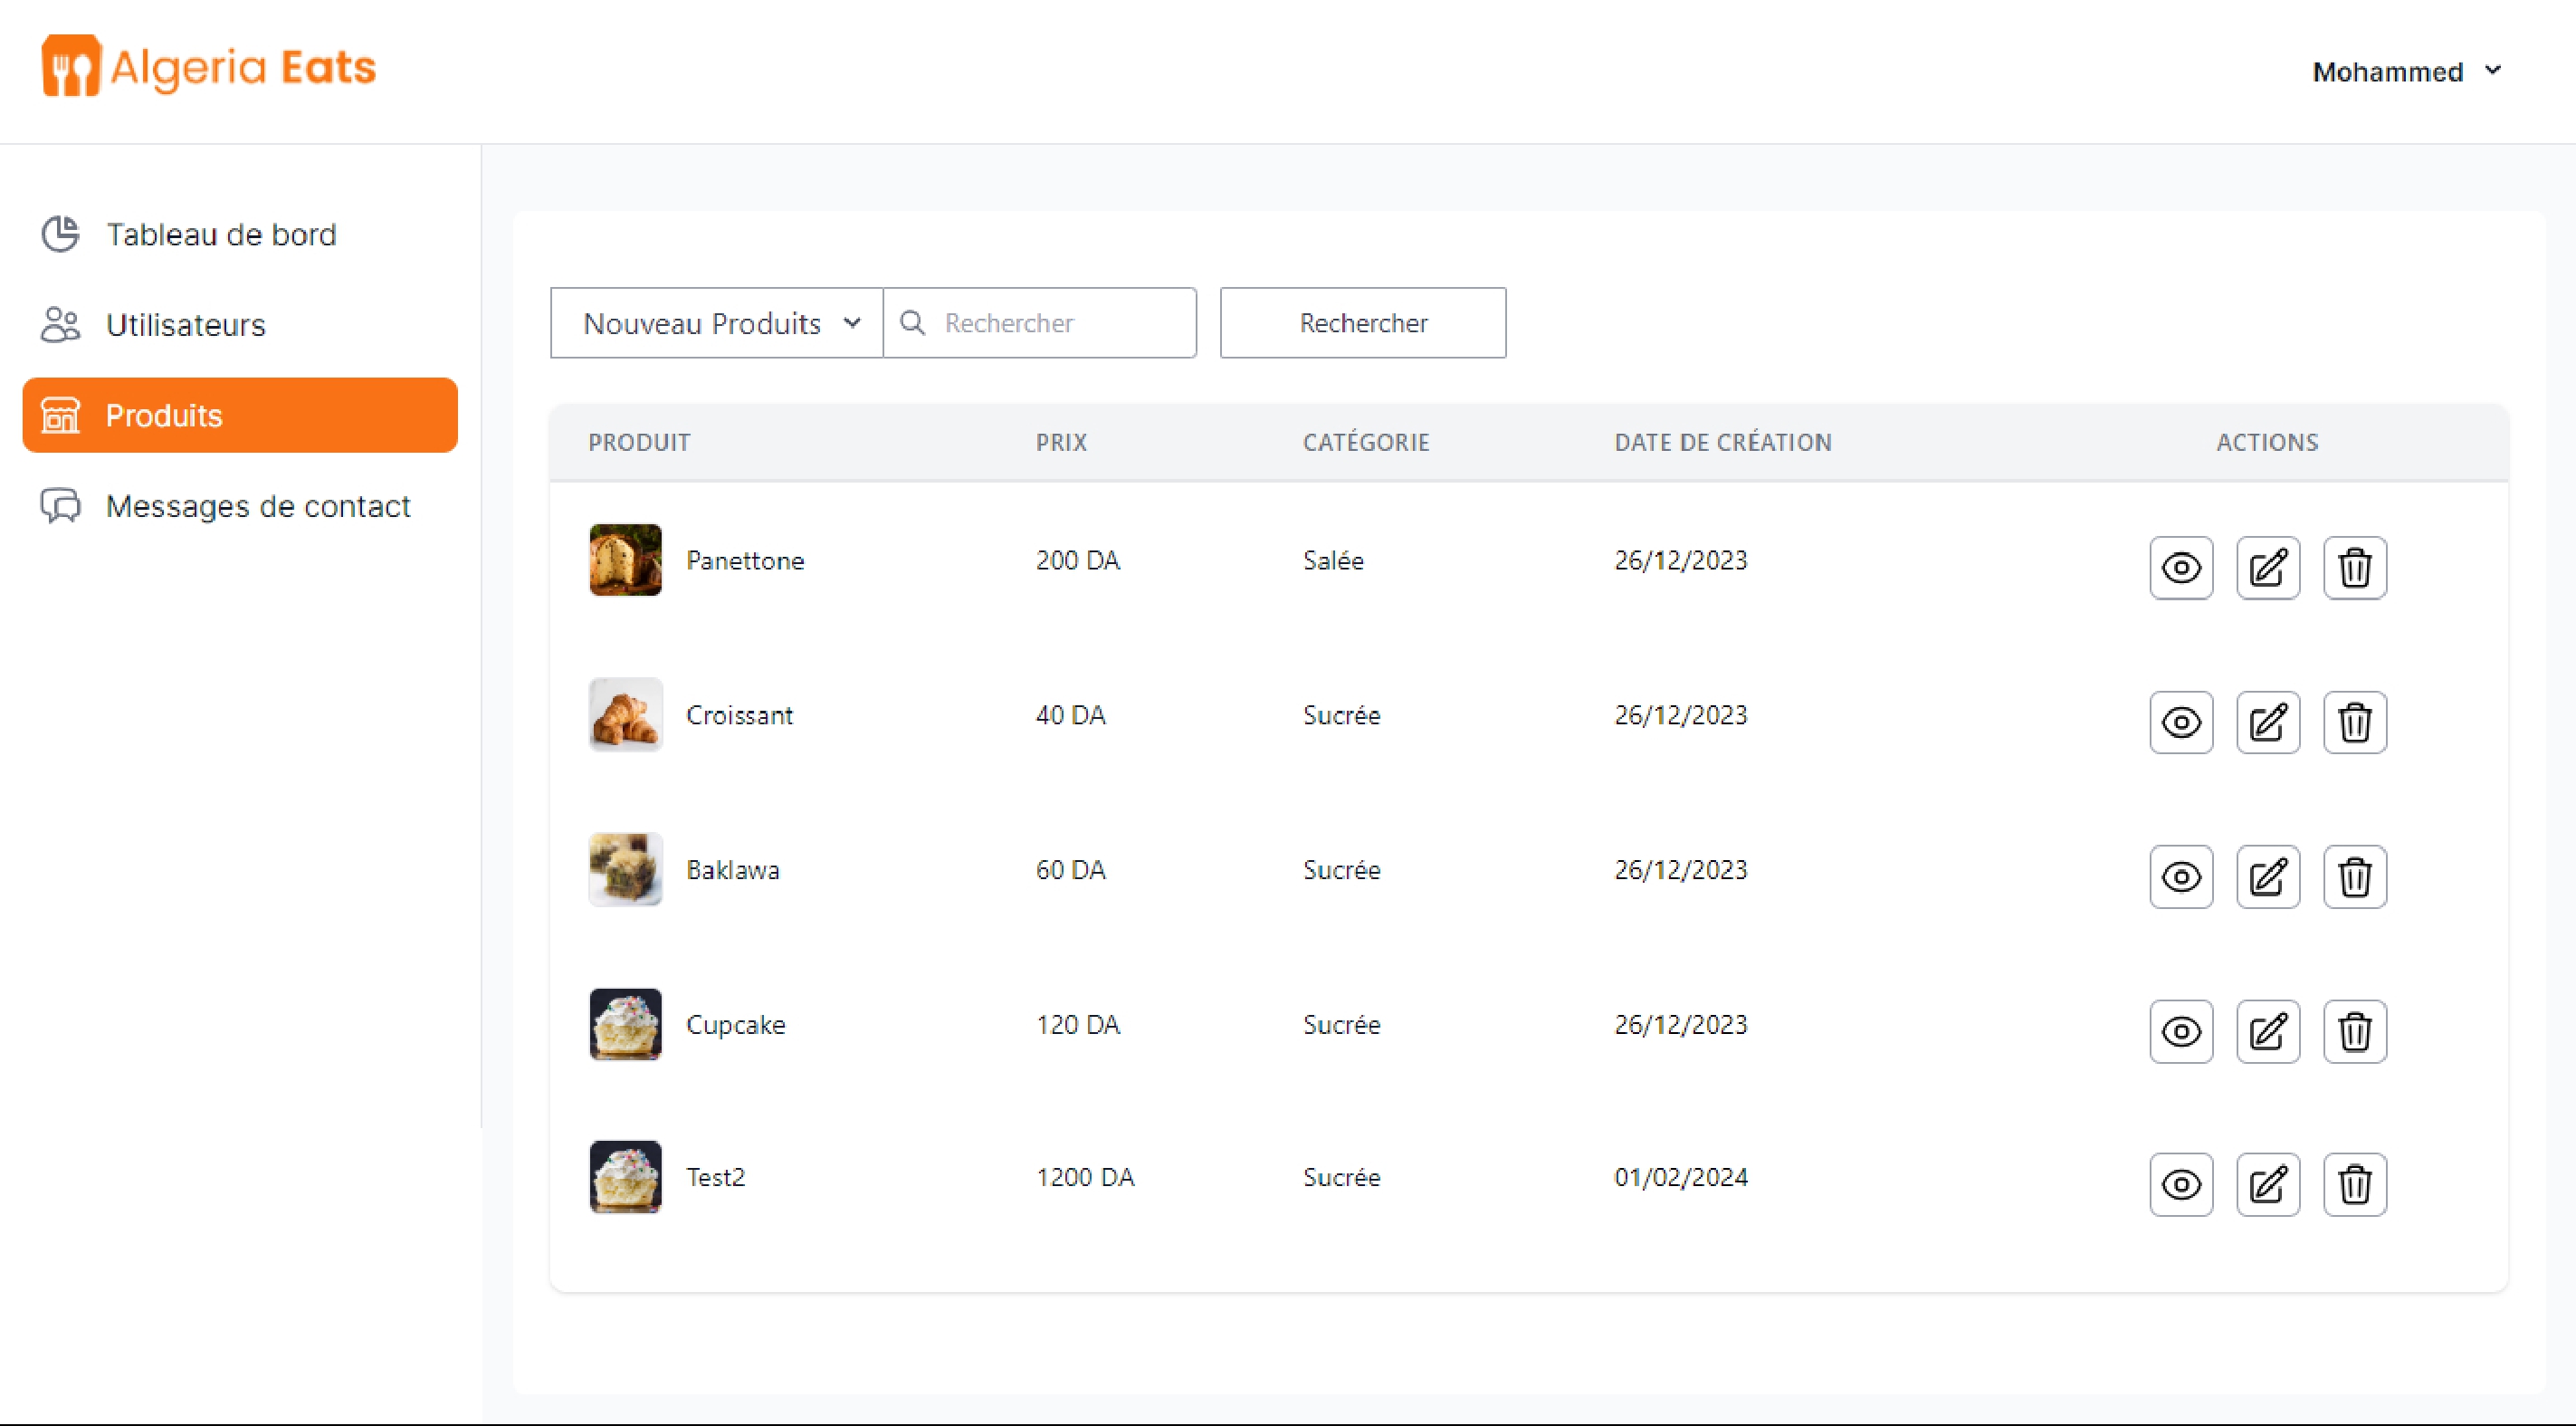 Algeria Eats
Mohammed
Tableau de bord
Utilisateurs
Produits
Messages de contact
Nouveau Produits
Rechercher
Rechercher
PRODUIT PRIX CATÉGORIE DATE DE CRÉATION ACTIONS
Panettone 200 DA Salée 26/12/2023
Croissant 40 DA Sucrée 26/12/2023
Baklawa 60 DA Sucrée 26/12/2023
Cupcake 120 DA Sucrée 26/12/2023
Test2 1200 DA Sucrée 01/02/2024